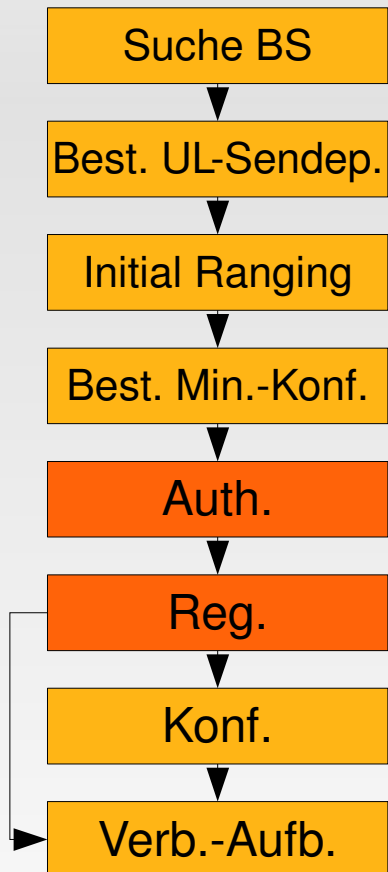 Suche BS
Best. UL-Sendep.
Initial Ranging
Best. Min.-Konf.
Auth.
Reg.
Konf.
Verb.-Aufb.